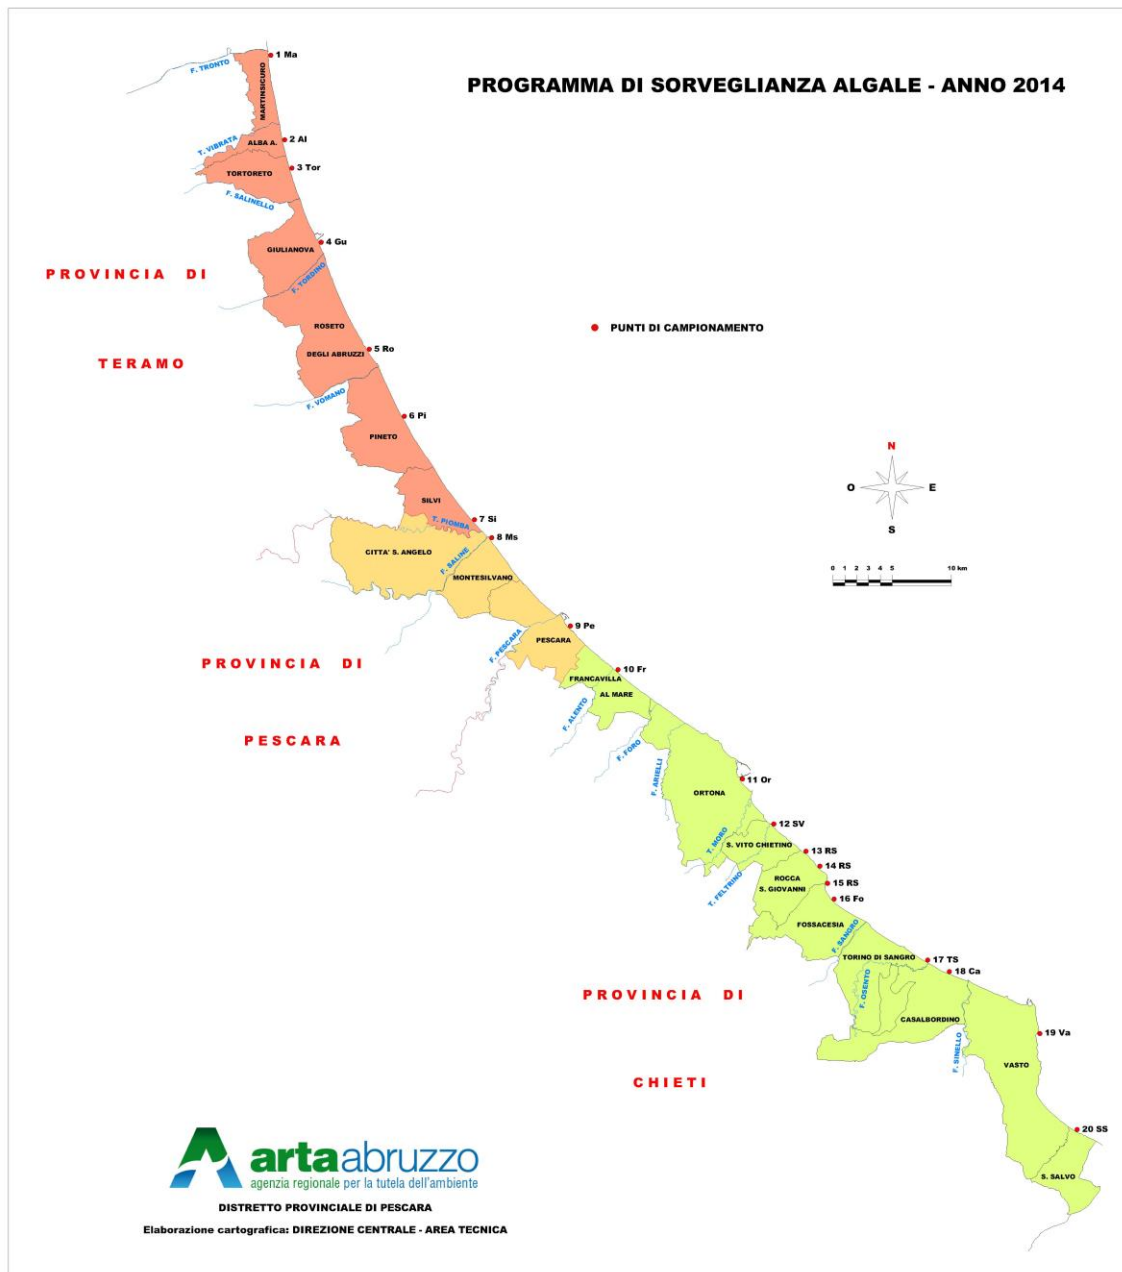 PROGRAMMA DI SORVEGLIANZA ALGALE - ANNO 2014
1 Ma
F. TRONTO
MARTINSICURO
T. VIBRATA
ALBA A.
2 Al
3 Tor
TORTORETO
F. SALINELLO
4 Gu
GIULIANOVA
PROVINCIA DI
TERAMO
F. TORDINO
ROSETO
DEGLI ABRUZZI
5 Ro
PUNTI DI CAMPIONAMENTO
F. VOMANO
6 Pi
PINETO
SILVI
T. PIOMBA
7 Si
8 Ms
CITTA' S. ANGELO
F. SALINE
MONTESILVANO
N
O
E
S
0 1 2 3 4 5 10 km
9 Pe
PESCARA
F. PESCARA
PROVINCIA DI
PESCARA
10 Fr
FRANCAVILLA
AL MARE
F. ALENTO
F. FORO
F. ARIELLI
11 Or
ORTONA
12 SV
T. MORO
S. VITO CHIETINO
13 RS
14 RS
T. FELTRINO
ROCCA
S. GIOVANNI
15 RS
16 Fo
FOSSACESIA
F. SANGRO
TORINO DI SANGRO
17 TS
18 Ca
F. OSENTO
CASALBORDINO
PROVINCIA DI
CHIETI
F. SINELLO
19 Va
VASTO
20 SS
S. SALVO
artaabruzzo
agenzia regionale per la tutela dell'ambiente
DISTRETTO PROVINCIALE DI PESCARA
Elaborazione cartografica: DIREZIONE CENTRALE - AREA TECNICA